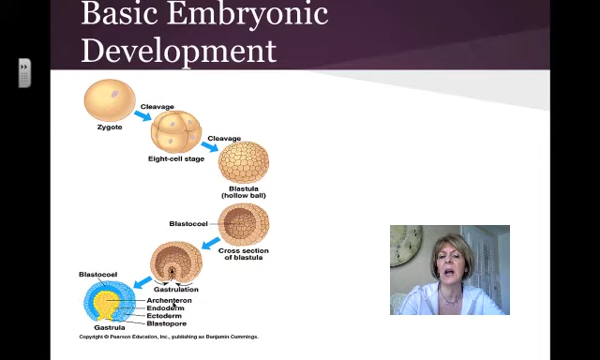 Basic Embryonic
Development
Cleavage
Zygote
Cleavage
Eight-cell stage
Blastula
(hollow ball)
Blastocoel
Cross section
of blastula
Gastrulation
Blastocoel
Archenteron
Endoderm
Ectoderm
Blastopore
Gastrula
Copyright © Pearson Education, Inc., publishing as Benjamin Cummings.